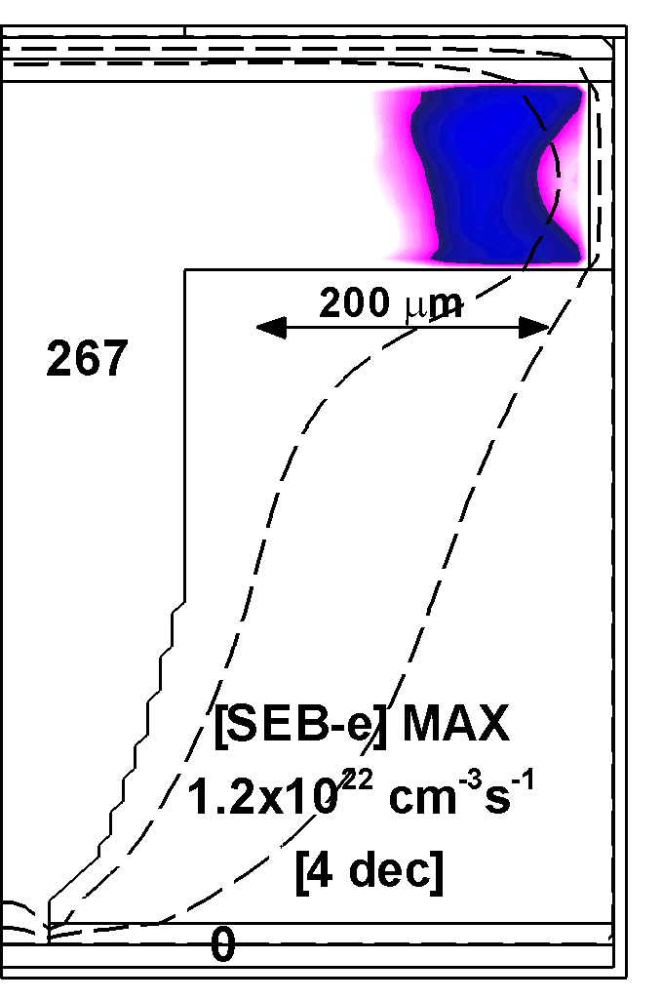 200 μm
267
[SEB-e] MAX
1.2x10²² cm⁻³s⁻¹
[4 dec]
0